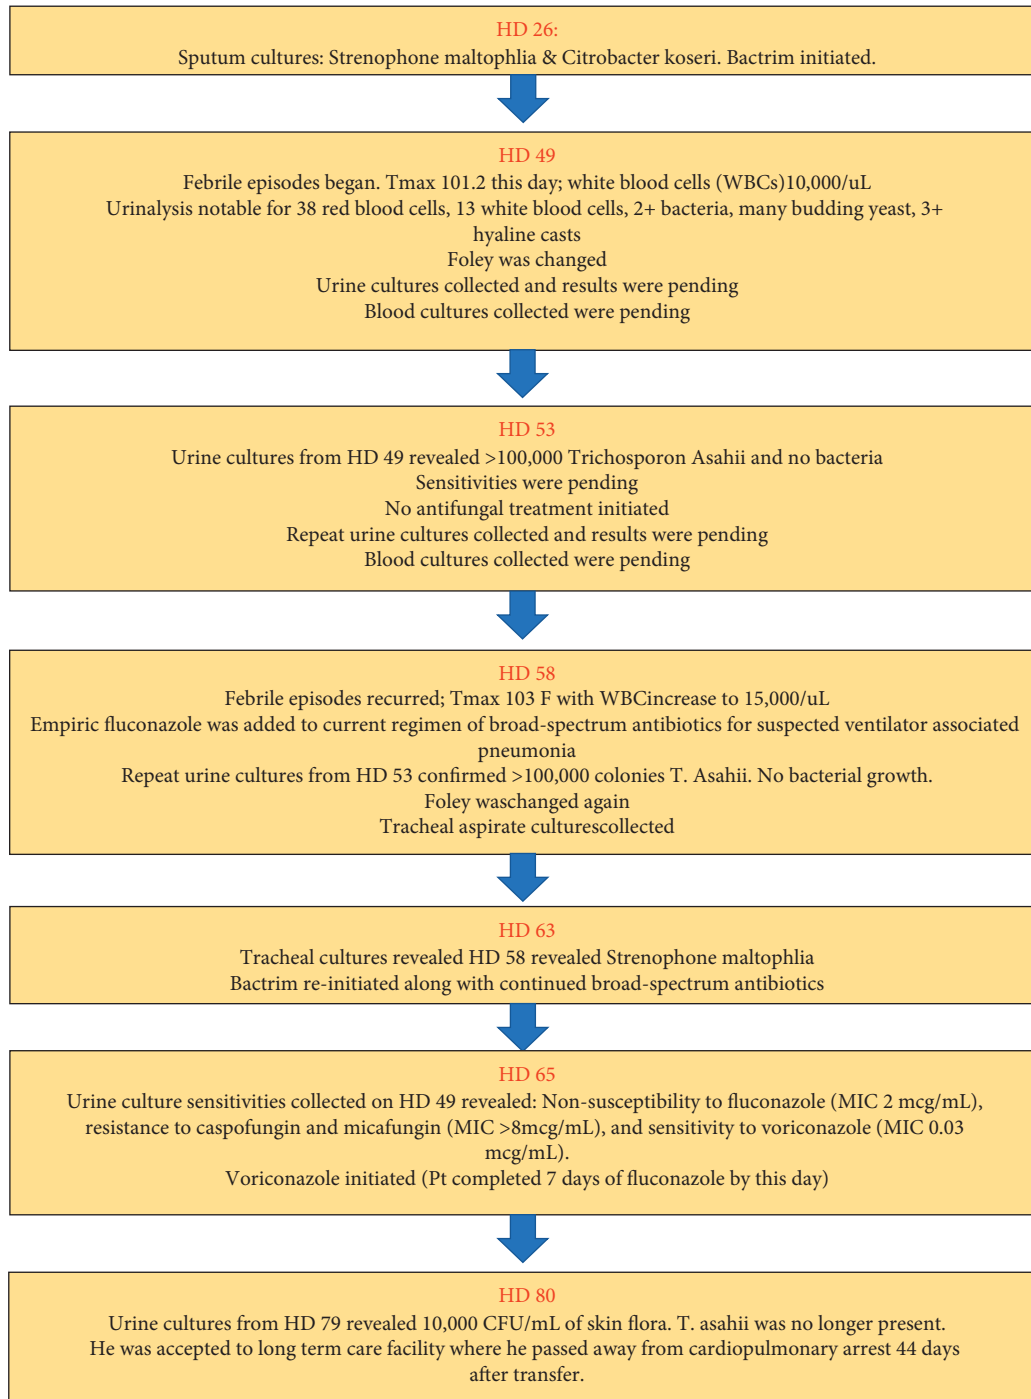 HD 26:
Sputum cultures: Strenophone maltophlia & Citrobacter koseri. Bactrim initiated.
HD 49
Febrile episodes began. Tmax 101.2 this day; white blood cells (WBCs)10,000/uL
Urinalysis notable for 38 red blood cells, 13 white blood cells, 2+ bacteria, many budding yeast, 3+
hyaline casts
Foley was changed
Urine cultures collected and results were pending
Blood cultures collected were pending
HD 53
Urine cultures from HD 49 revealed >100,000 Trichosporon Asahii and no bacteria
Sensitivities were pending
No antifungal treatment initiated
Repeat urine cultures collected and results were pending
Blood cultures collected were pending
HD 58
Febrile episodes recurred; Tmax 103 F with WBCincrease to 15,000/uL
Empiric fluconazole was added to current regimen of broad-spectrum antibiotics for suspected ventilator associated
pneumonia
Repeat urine cultures from HD 53 confirmed >100,000 colonies T. Asahii. No bacterial growth.
Foley waschanged again
Tracheal aspirate culturescollected
HD 63
Tracheal cultures revealed HD 58 revealed Strenophone maltophlia
Bactrim re-initiated along with continued broad-spectrum antibiotics
HD 65
Urine culture sensitivities collected on HD 49 revealed: Non-susceptibility to fluconazole (MIC 2 mcg/mL),
resistance to caspofungin and micafungin (MIC >8mcg/mL), and sensitivity to voriconazole (MIC 0.03
mcg/mL).
Voriconazole initiated (Pt completed 7 days of fluconazole by this day)
HD 80
Urine cultures from HD 79 revealed 10,000 CFU/mL of skin flora. T. asahii was no longer present.
He was accepted to long term care facility where he passed away from cardiopulmonary arrest 44 days
after transfer.